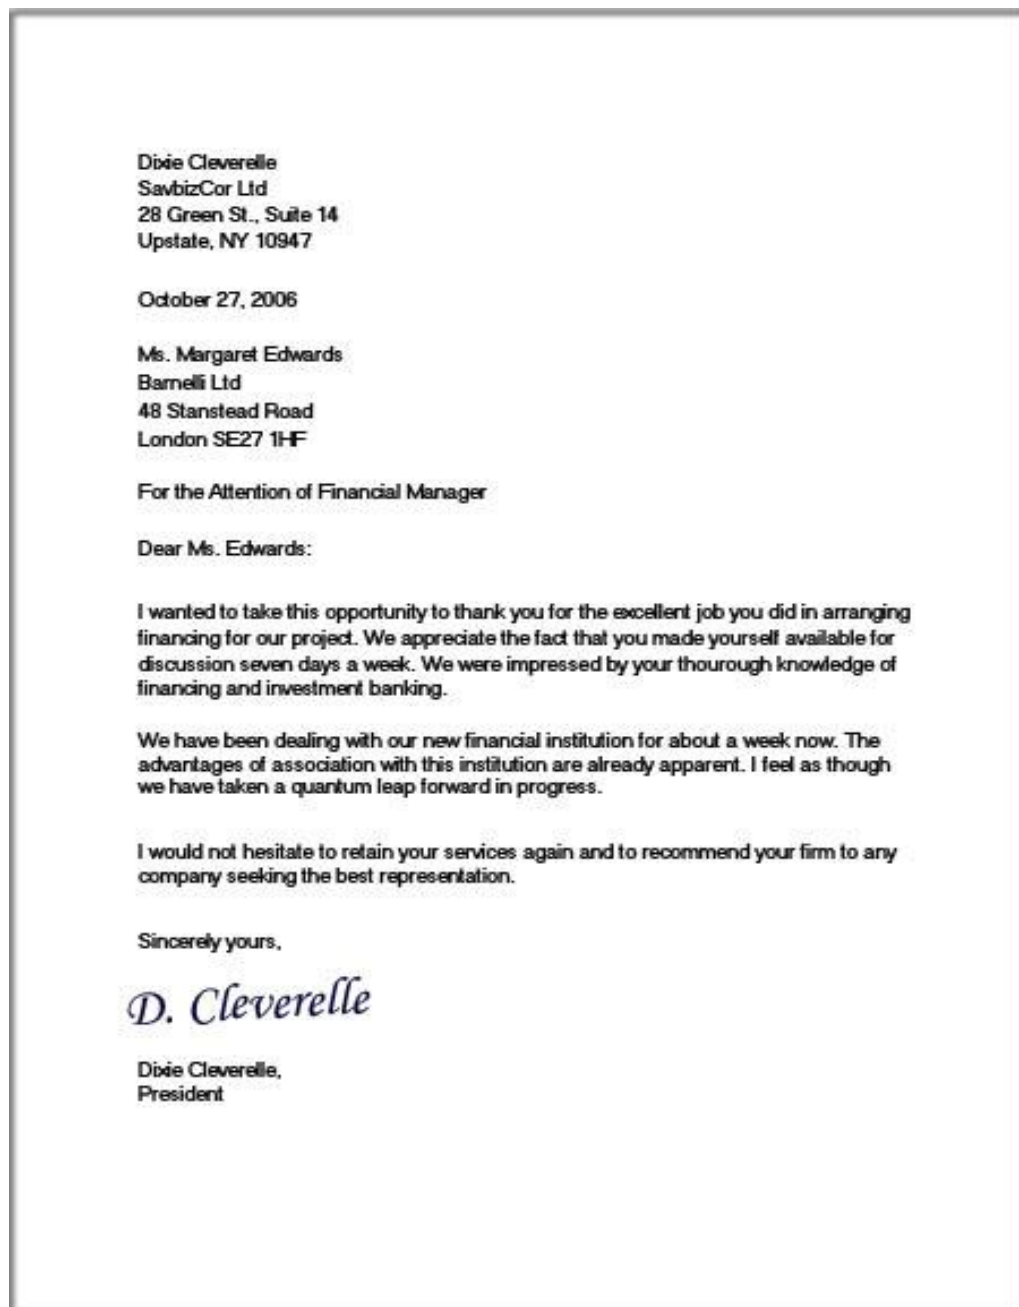 Dixie Cleverelle
SavbizCor Ltd
28 Green St., Suite 14
Upstate, NY 10947
October 27, 2006
Ms. Margaret Edwards
Barnelli Ltd
48 Stanstead Road
London SE27 1HF
For the Attention of Financial Manager
Dear Ms. Edwards:
I wanted to take this opportunity to thank you for the excellent job you did in arranging
financing for our project. We appreciate the fact that you made yourself available for
discussion seven days a week. We were impressed by your thourough knowledge of
financing and investment banking.
We have been dealing with our new financial institution for about a week now. The
advantages of association with this institution are already apparent. I feel as though
we have taken a quantum leap forward in progress.
I would not hesitate to retain your services again and to recommend your firm to any
company seeking the best representation.
Sincerely yours,
D. Cleverelle
Dixie Cleverelle,
President